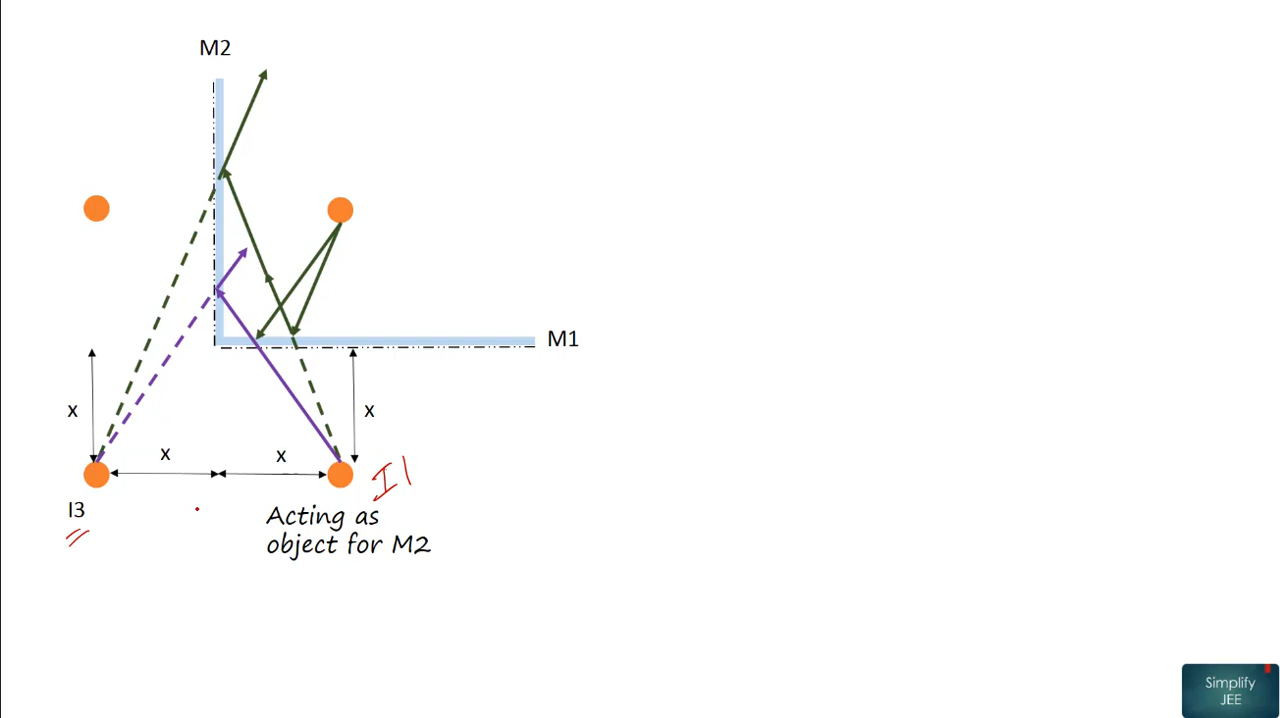 M2
M1
x
x
x
x
I1
I3
Acting as
object for M2
Simplify
JEE